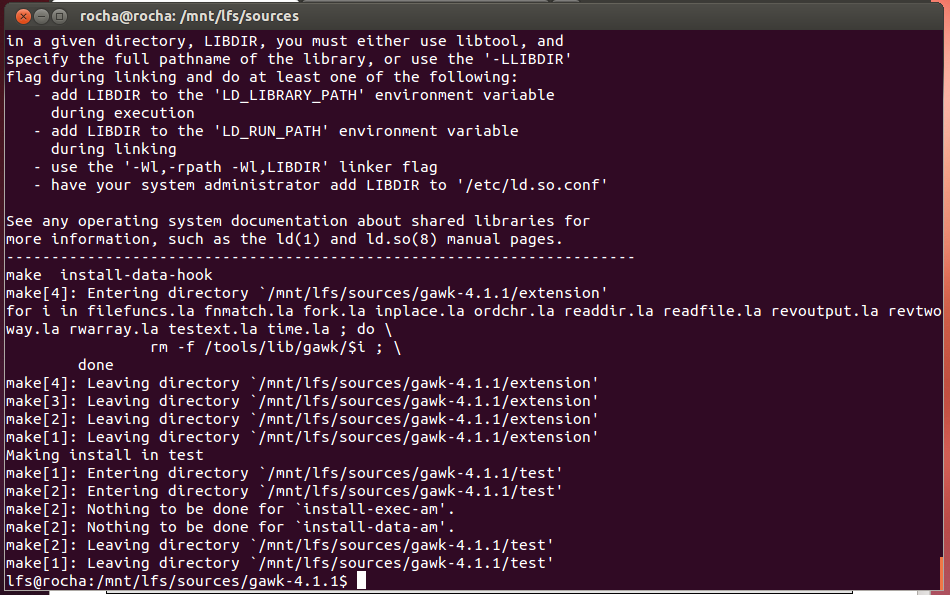 rocha@rocha: /mnt/lfs/sources
in a given directory, LIBDIR, you must either use libtool, and
specify the full pathname of the library, or use the '-LLIBDIR'
flag during linking and do at least one of the following:
   - add LIBDIR to the 'LD_LIBRARY_PATH' environment variable
     during execution
   - add LIBDIR to the 'LD_RUN_PATH' environment variable
     during linking
   - use the '-Wl,-rpath -Wl,LIBDIR' linker flag
   - have your system administrator add LIBDIR to '/etc/ld.so.conf'

See any operating system documentation about shared libraries for
more information, such as the ld(1) and ld.so(8) manual pages.
----------------------------------------------------------------------
make  install-data-hook
make[4]: Entering directory `/mnt/lfs/sources/gawk-4.1.1/extension'
for i in filefuncs.la fnmatch.la fork.la inplace.la ordchr.la readdir.la readfile.la revoutput.la revtwo
way.la rwarray.la testext.la time.la ; do \
                rm -f /tools/lib/gawk/$i ; \
        done
make[4]: Leaving directory `/mnt/lfs/sources/gawk-4.1.1/extension'
make[3]: Leaving directory `/mnt/lfs/sources/gawk-4.1.1/extension'
make[2]: Leaving directory `/mnt/lfs/sources/gawk-4.1.1/extension'
make[1]: Leaving directory `/mnt/lfs/sources/gawk-4.1.1/extension'
Making install in test
make[1]: Entering directory `/mnt/lfs/sources/gawk-4.1.1/test'
make[2]: Entering directory `/mnt/lfs/sources/gawk-4.1.1/test'
make[2]: Nothing to be done for `install-exec-am'.
make[2]: Nothing to be done for `install-data-am'.
make[2]: Leaving directory `/mnt/lfs/sources/gawk-4.1.1/test'
make[1]: Leaving directory `/mnt/lfs/sources/gawk-4.1.1/test'
lfs@rocha:/mnt/lfs/sources/gawk-4.1.1$